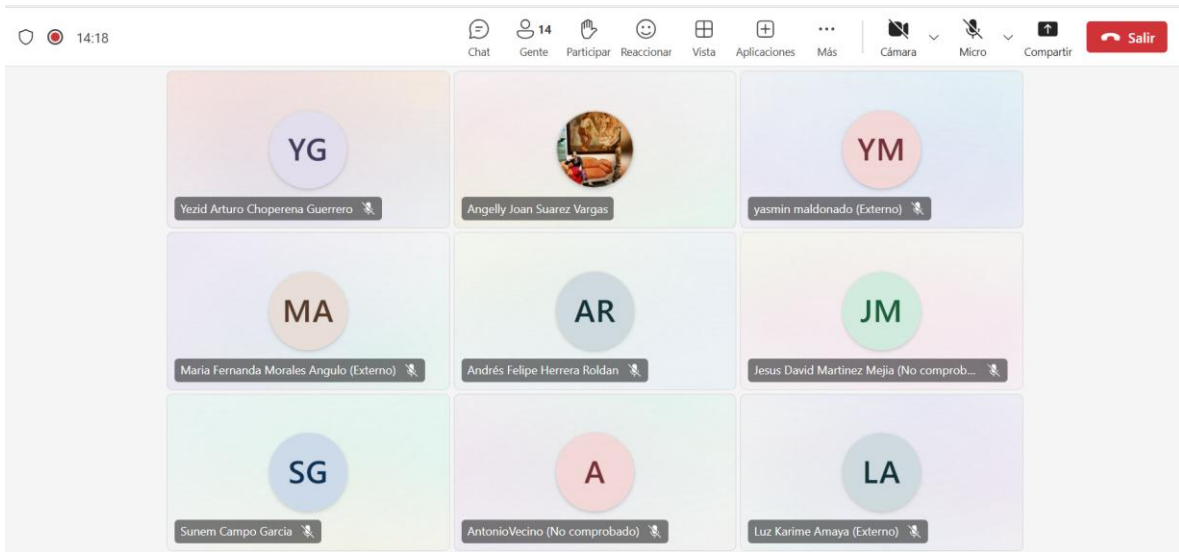 14:18
14
Chat
Gente
Participar
Reaccionar
Vista
Aplicaciones
Más
Cámara
Micro
Compartir
Salir
YG
Yezid Arturo Choperena Guerrero
Angelly Joan Suarez Vargas
YM
yasmin maldonado (Externo)
MA
Maria Fernanda Morales Angulo (Externo)
AR
Andrés Felipe Herrera Roldan
JM
Jesus David Martinez Mejia (No comprob...
SG
Sunem Campo Garcia
A
AntonioVecino (No comprobado)
LA
Luz Karime Amaya (Externo)